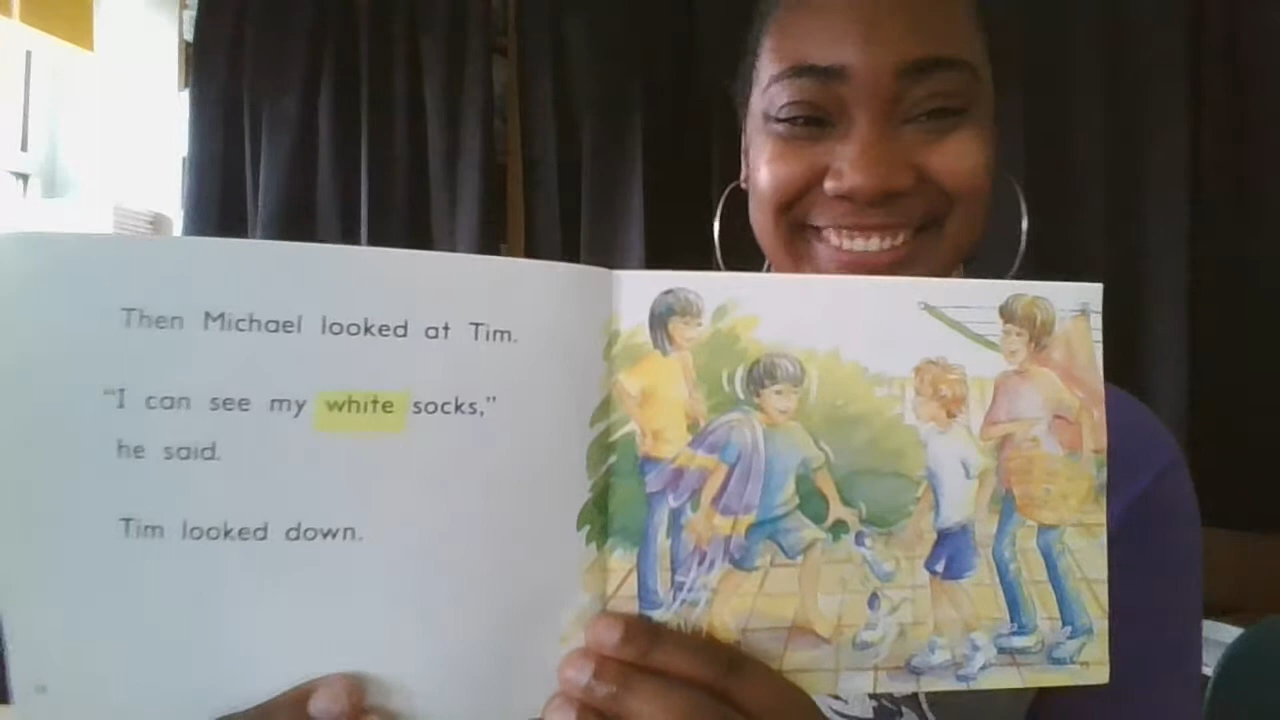 Then Michael looked at Tim.
“I can see my white socks,”
he said.
Tim looked down.